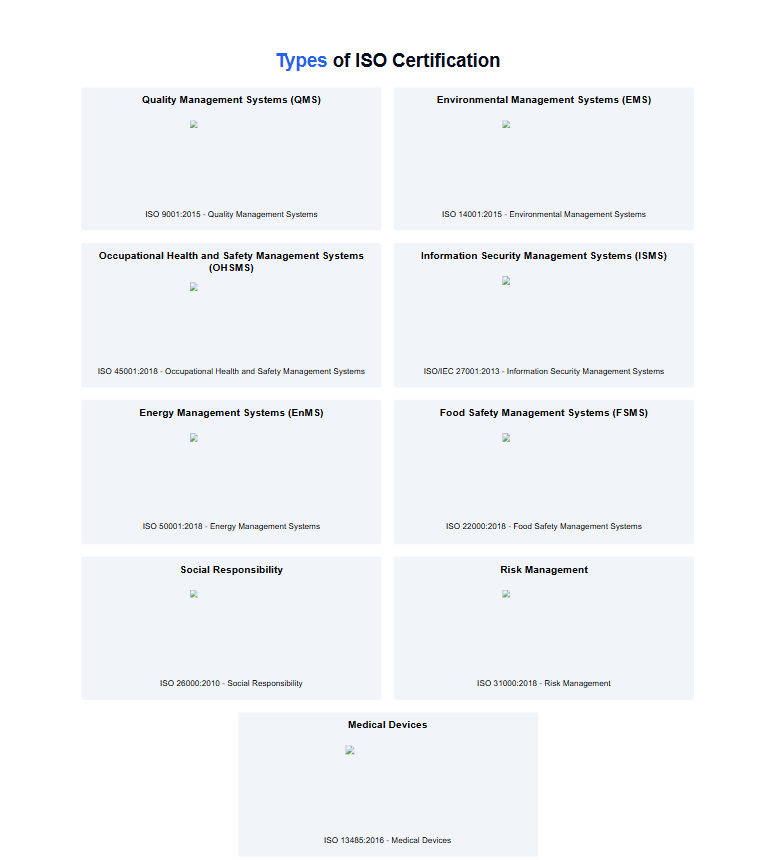 Types of ISO Certification
Quality Management Systems (QMS)
ISO 9001:2015 - Quality Management Systems
Environmental Management Systems (EMS)
ISO 14001:2015 - Environmental Management Systems
Occupational Health and Safety Management Systems
(OHSMS)
ISO 45001:2018 - Occupational Health and Safety Management Systems
Information Security Management Systems (ISMS)
ISO/IEC 27001:2013 - Information Security Management Systems
Energy Management Systems (EnMS)
ISO 50001:2018 - Energy Management Systems
Food Safety Management Systems (FSMS)
ISO 22000:2018 - Food Safety Management Systems
Social Responsibility
ISO 26000:2010 - Social Responsibility
Risk Management
ISO 31000:2018 - Risk Management
Medical Devices
ISO 13485:2016 - Medical Devices